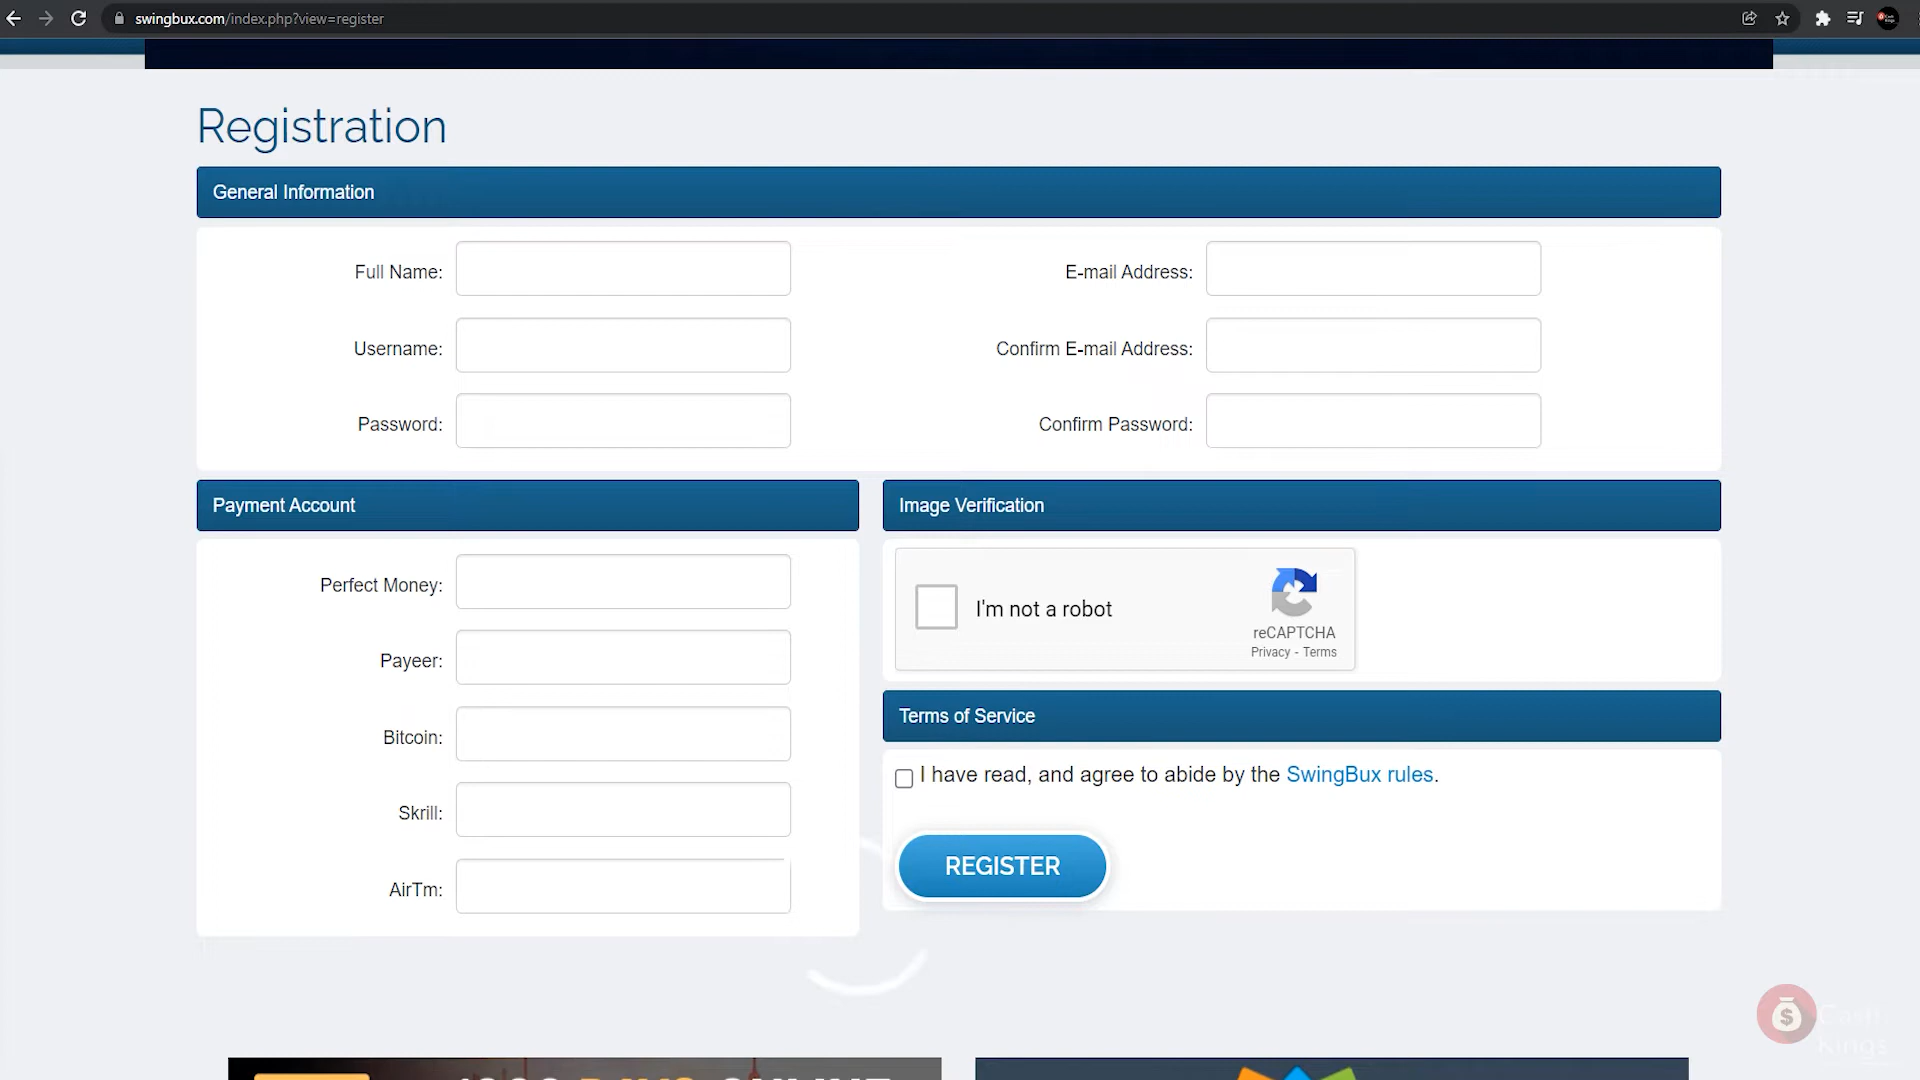 swingbux.com/index.php?view=register
Registration
General Information
Full Name:
E-mail Address:
Username:
Confirm E-mail Address:
Password:
Confirm Password:
Payment Account
Perfect Money:
Payeer:
Bitcoin:
Skrill:
AirTm:
Image Verification
I'm not a robot
reCAPTCHA
Privacy - Terms
Terms of Service
I have read, and agree to abide by the SwingBux rules.
REGISTER
$
Cash
Kings